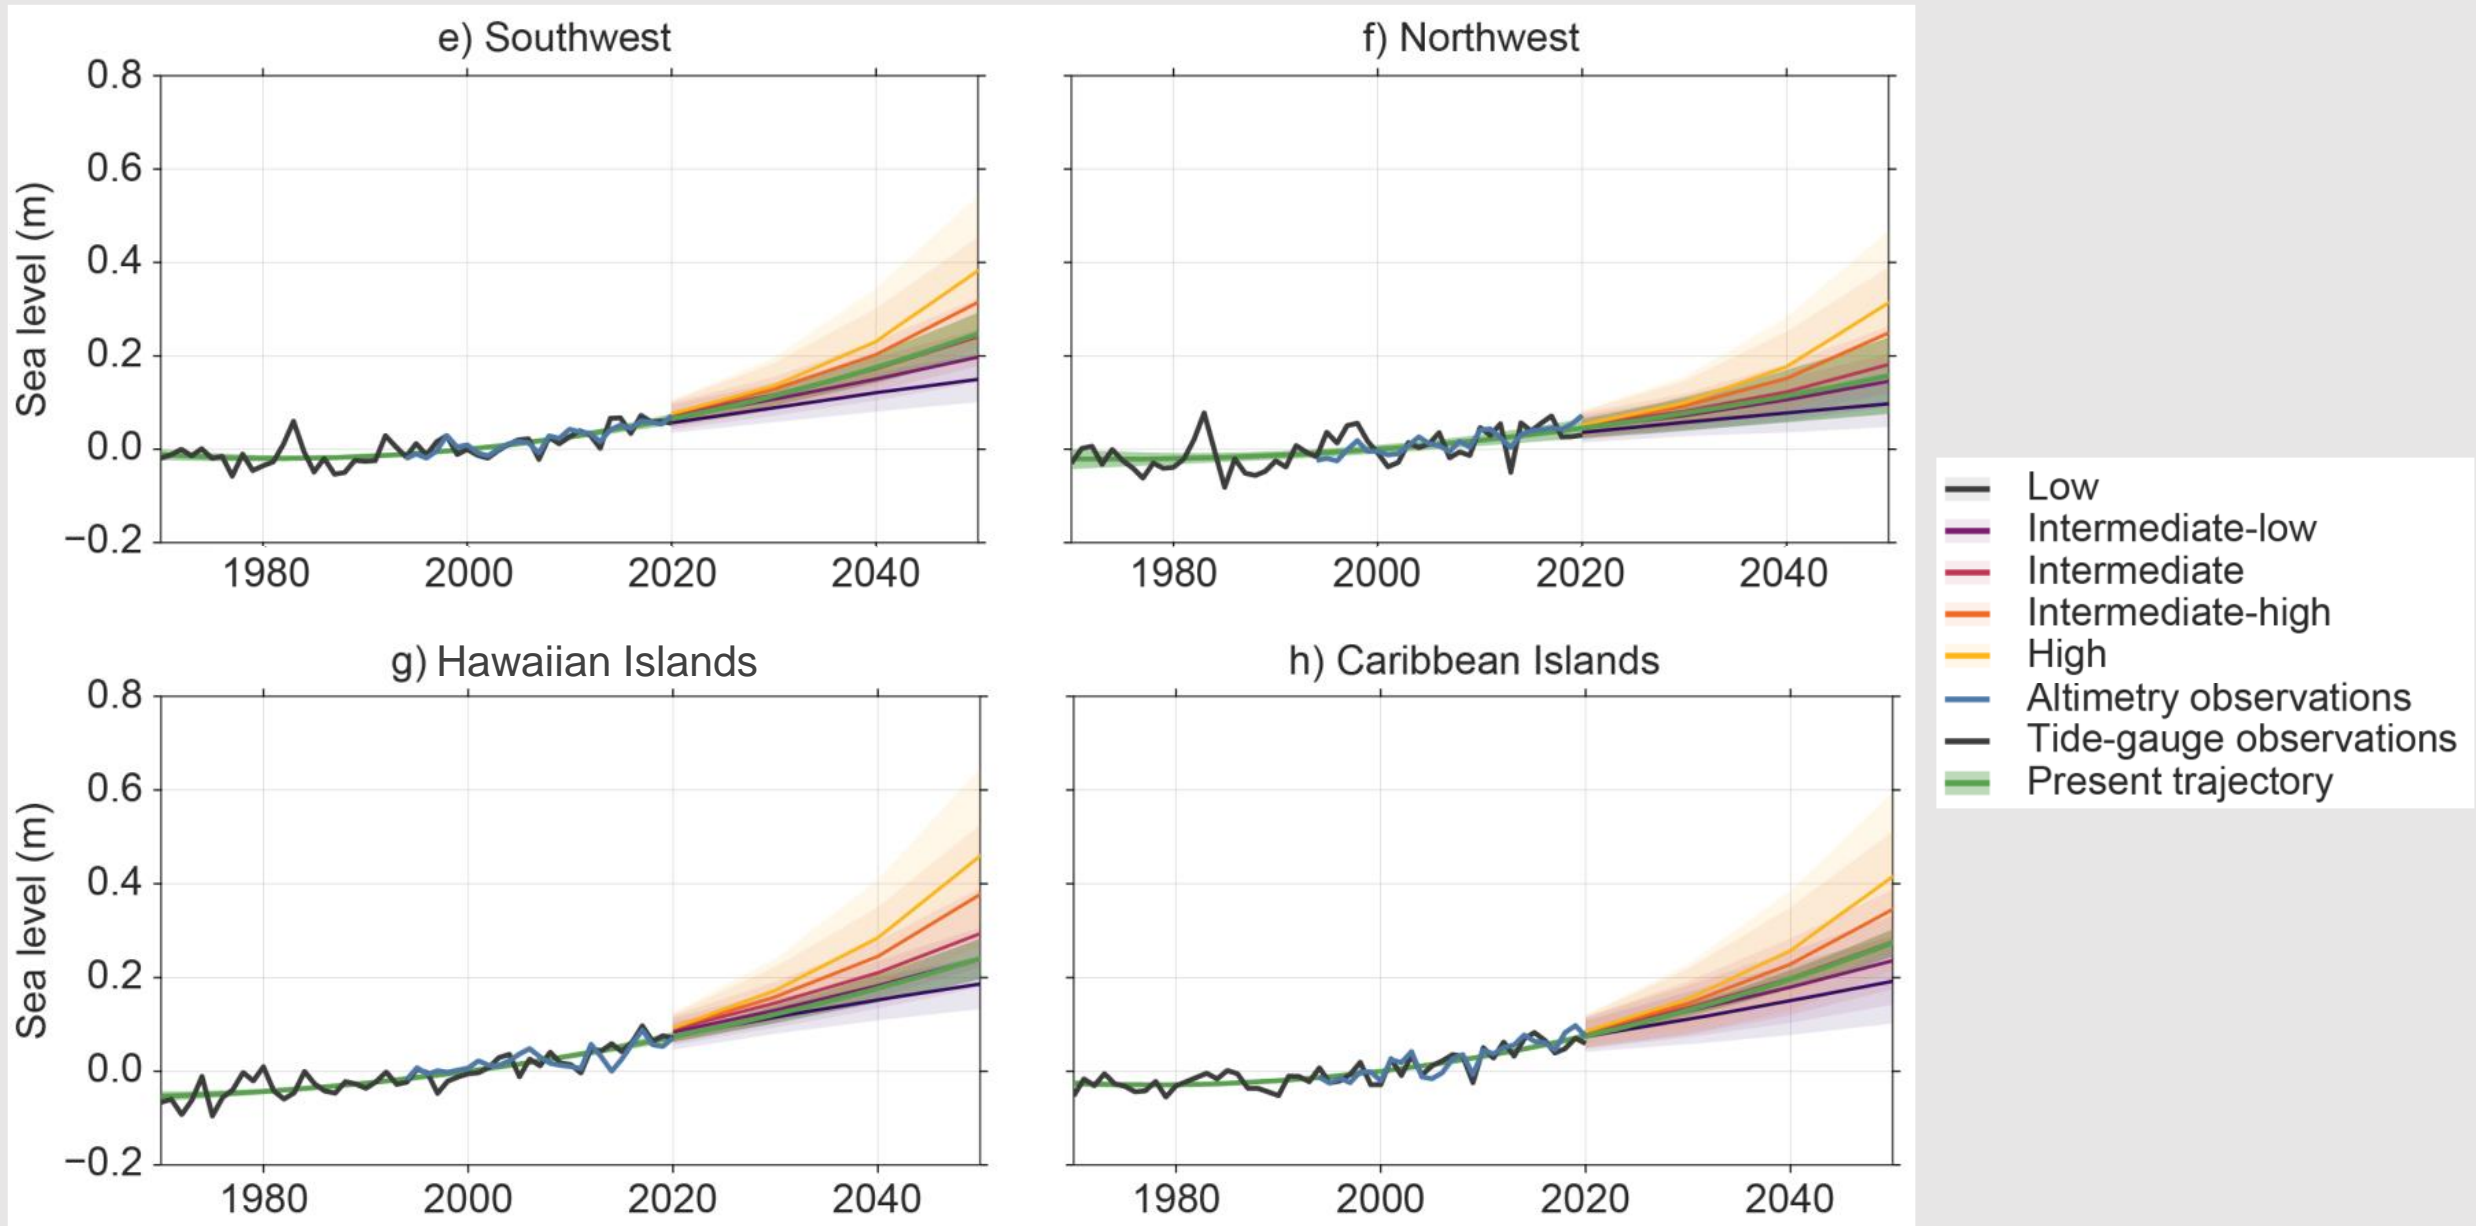 e) Southwest
f) Northwest
0.8
0.6
0.4
0.2
0.0
−0.2
Sea level (m)
1980 2000 2020 2040
1980 2000 2020 2040
Low
Intermediate-low
Intermediate
Intermediate-high
High
Altimetry observations
Tide-gauge observations
Present trajectory
g) Hawaiian Islands
h) Caribbean Islands
0.8
0.6
0.4
0.2
0.0
−0.2
Sea level (m)
1980 2000 2020 2040
1980 2000 2020 2040